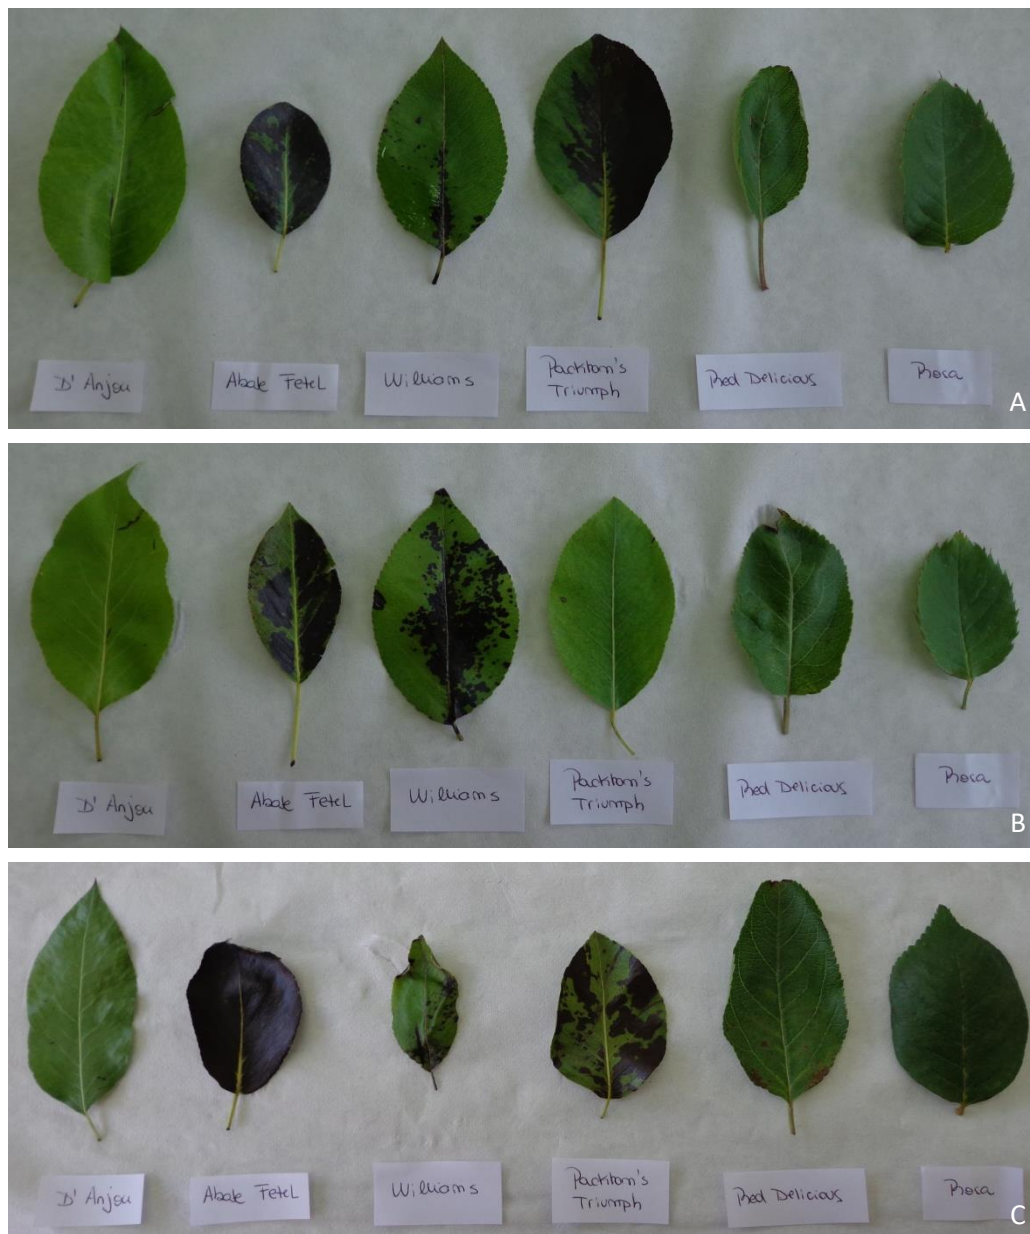 D' Anjou
Abate Fetel
Williams
Packham's
Triumph
Red Delicious
Rosa
A
D' Anjou
Abate Fetel
Williams
Packham's
Triumph
Red Delicious
Rosa
B
D' Anjou
Abate Fetel
Williams
Packham's
Triumph
Red Delicious
Rosa
C